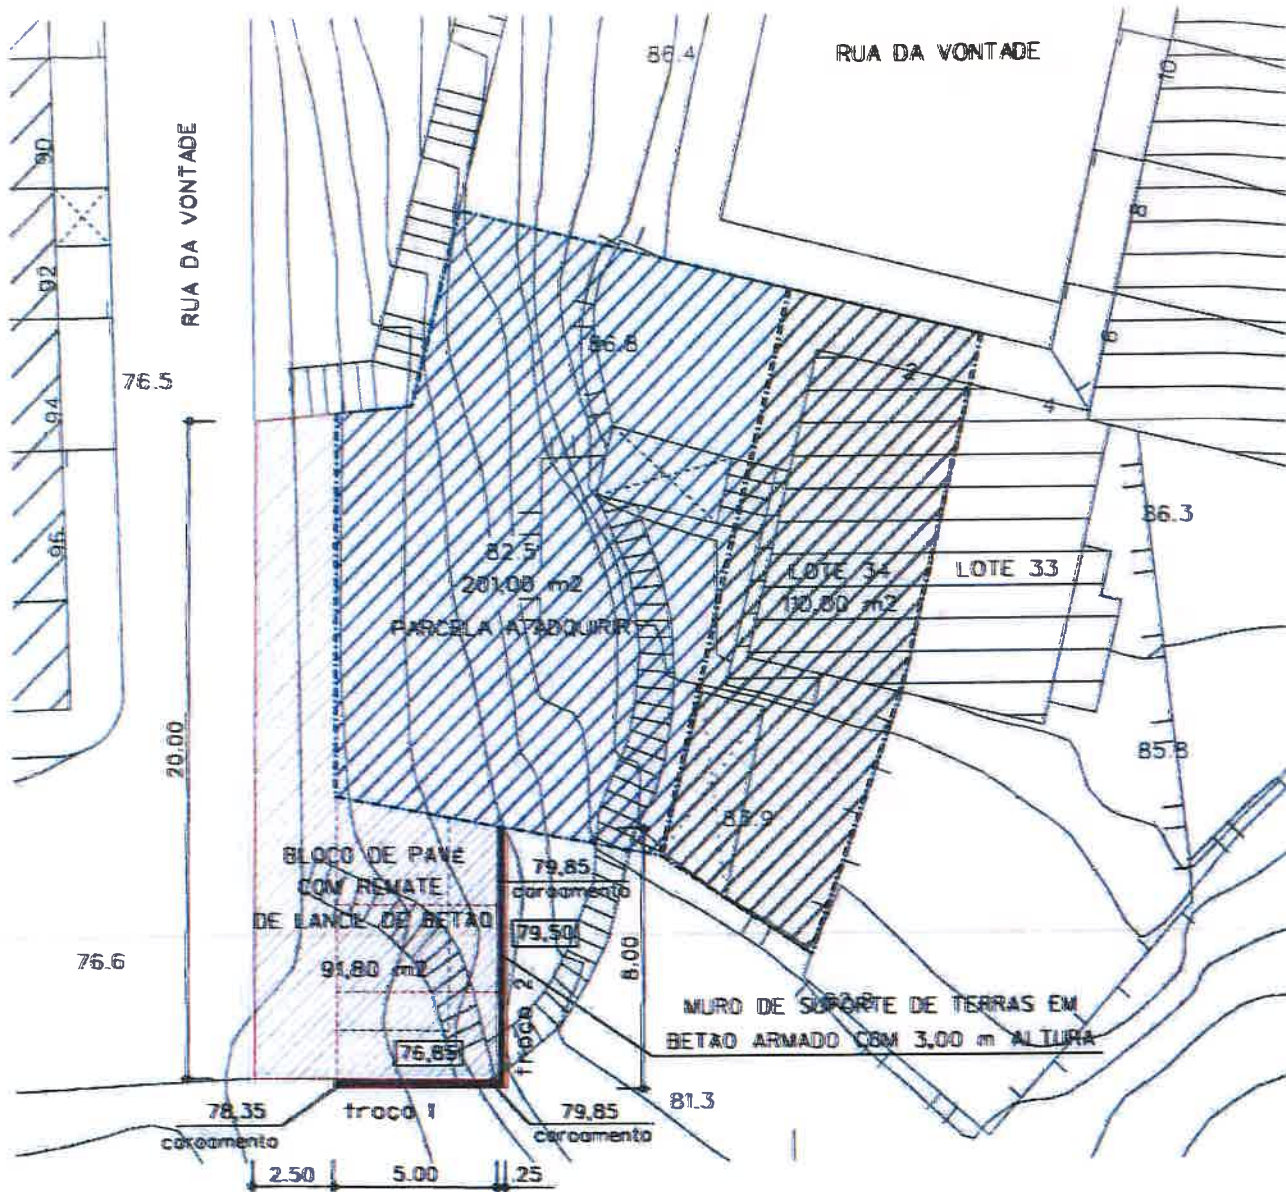 86.4
RUA DA VONTADE
10
90
RUA DA VONTADE
8
92
86.8
6
76.5
94
2
4
96
82.5
201,00 m2
PARCELA A ADQUIRIR
LOTE 34
110,00 m2
LOTE 33
86.3
20.00
85.8
BLOCO DE PAVÊ
COM REMATE
DE LANCIL DE BETÃO
91,80 m2
79,85
coroamento
79,50
8.00
troço 2
76.6
MURO DE SUPORTE DE TERRAS EM
BETÃO ARMADO COM 3,00 m ALTURA
76,85
78,35
coroamento
troço 1
79,85
coroamento
81.3
2.50
5.00
.25